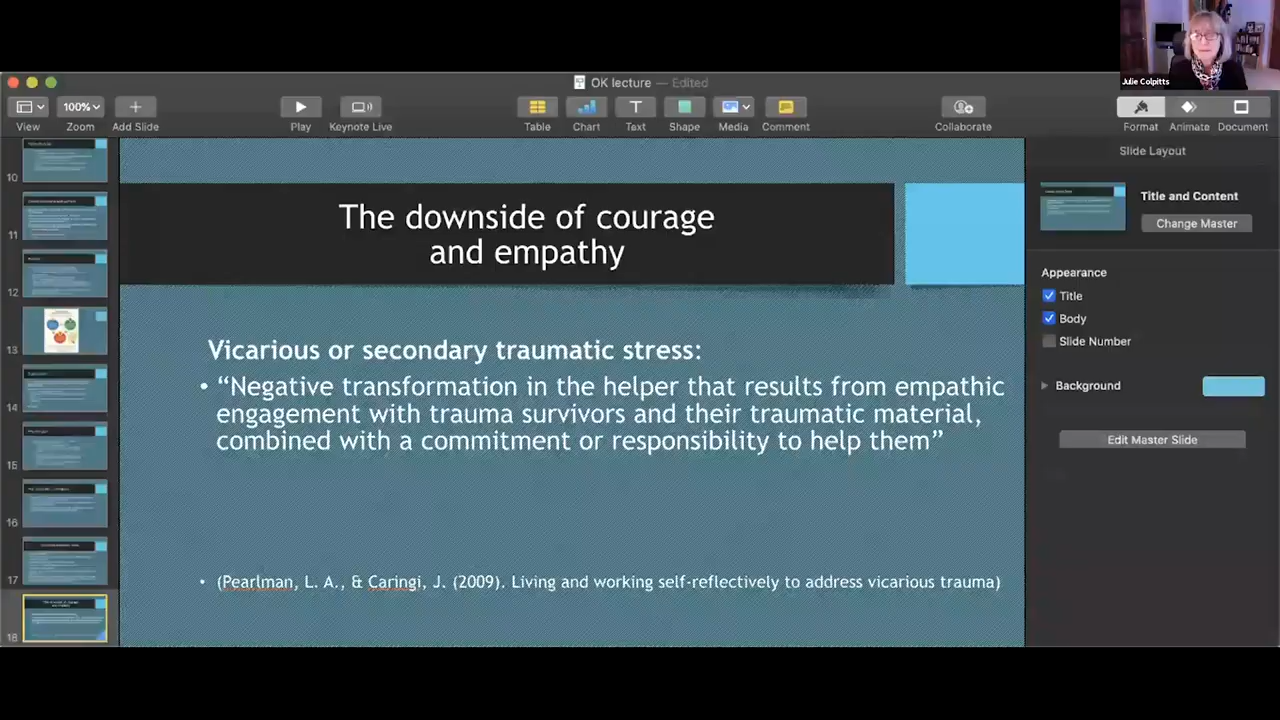 Julie Colpitts
OK lecture — Edited
100%
View
Zoom
Add Slide
Play
Keynote Live
Table
Chart
Text
Shape
Media
Comment
Collaborate
Format
Animate
Document
10
11
12
13
14
15
16
17
18
The downside of courage
and empathy
Vicarious or secondary traumatic stress:
• “Negative transformation in the helper that results from empathic
engagement with trauma survivors and their traumatic material,
combined with a commitment or responsibility to help them”
• (Pearlman, L. A., & Caringi, J. (2009). Living and working self-reflectively to address vicarious trauma)
Slide Layout
Title and Content
Change Master
Appearance
Title
Body
Slide Number
Background
Edit Master Slide